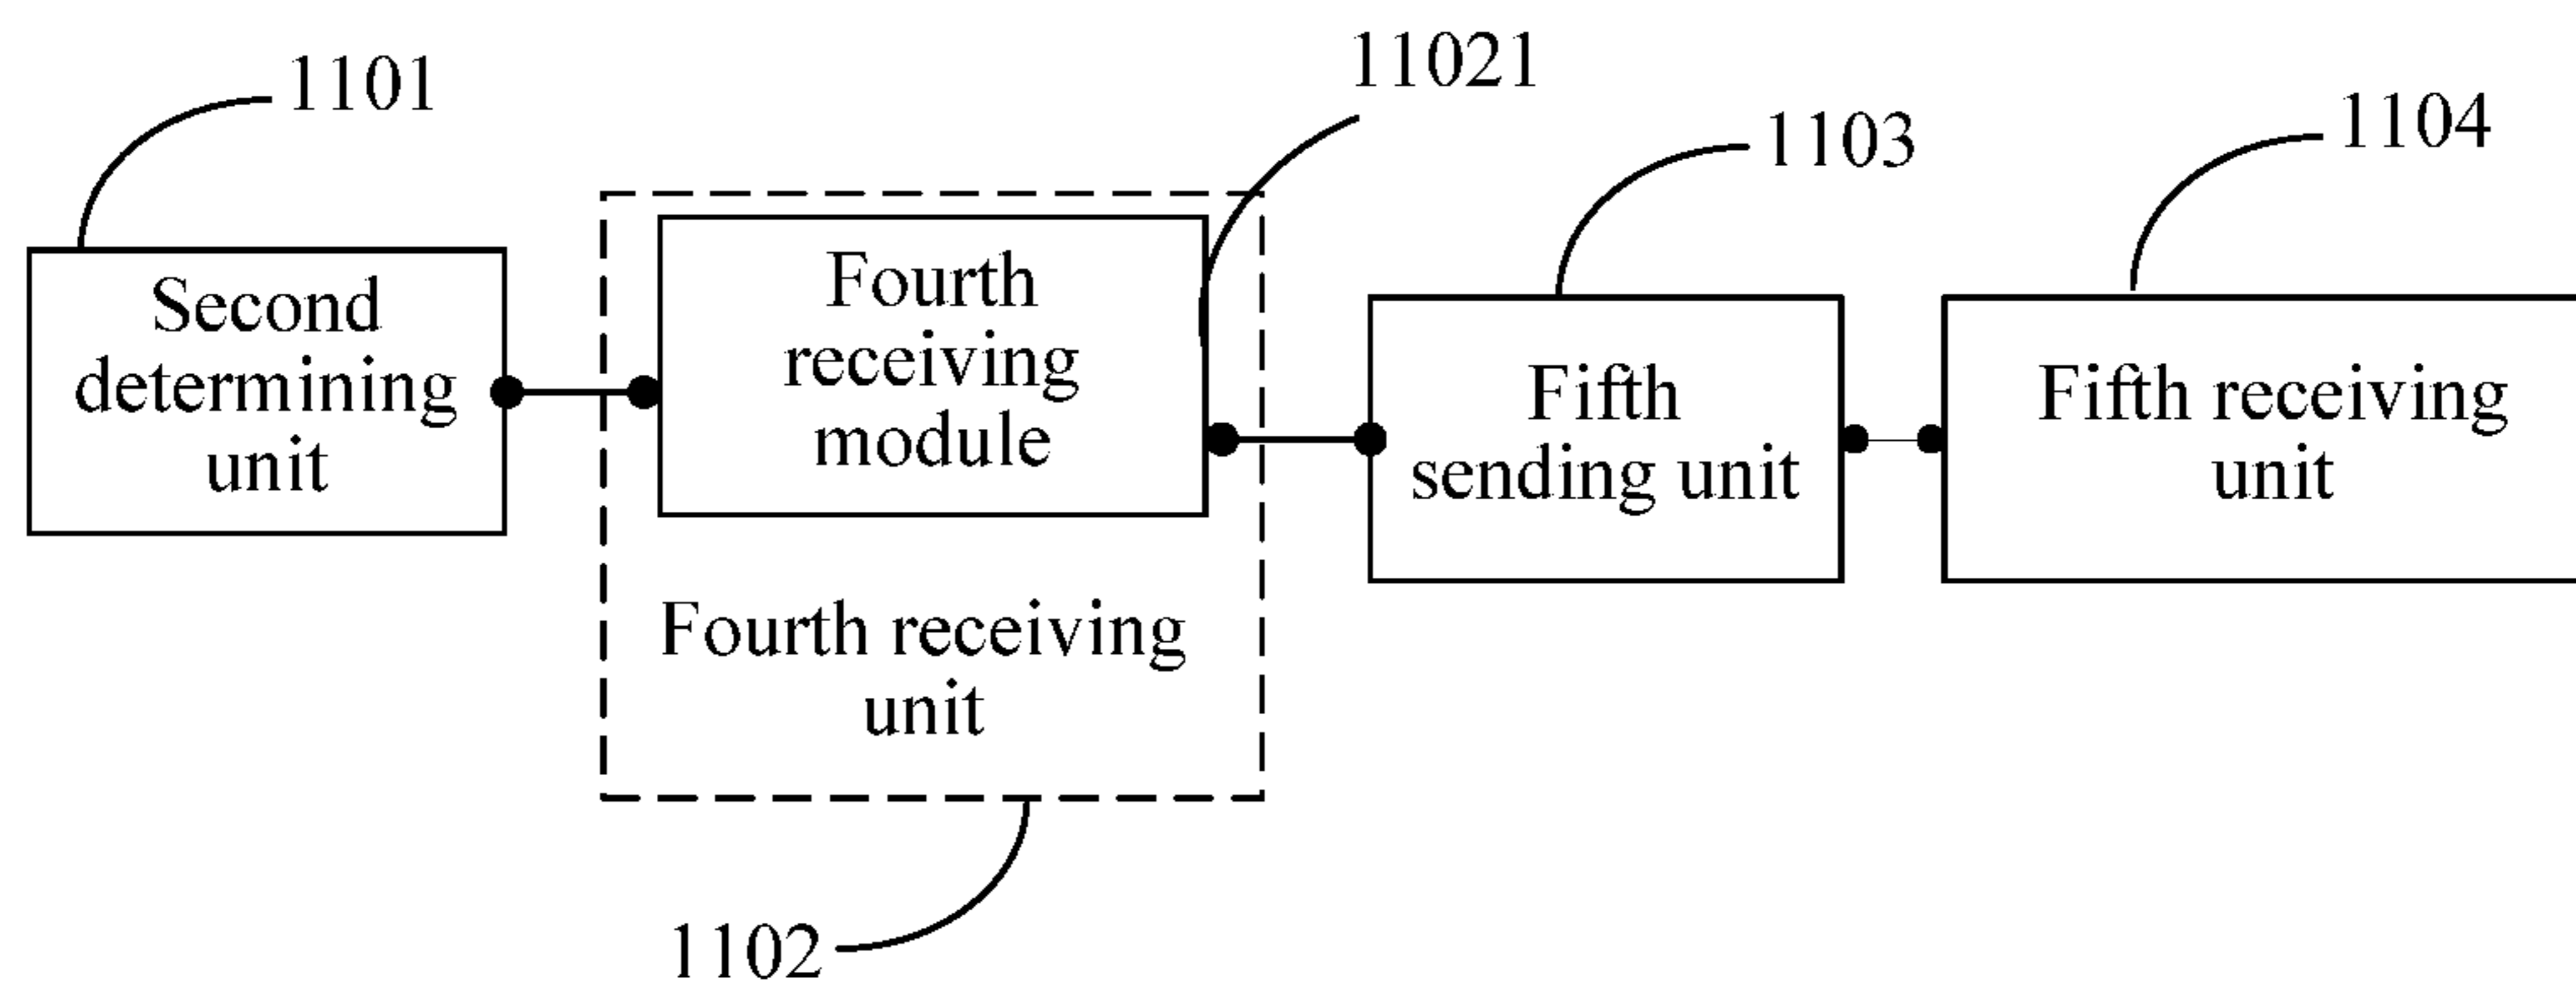 1101
11021
1103
1104
Second
determining
unit
Fourth
receiving
module
Fourth receiving
unit
Fifth
sending unit
Fifth receiving
unit
1102